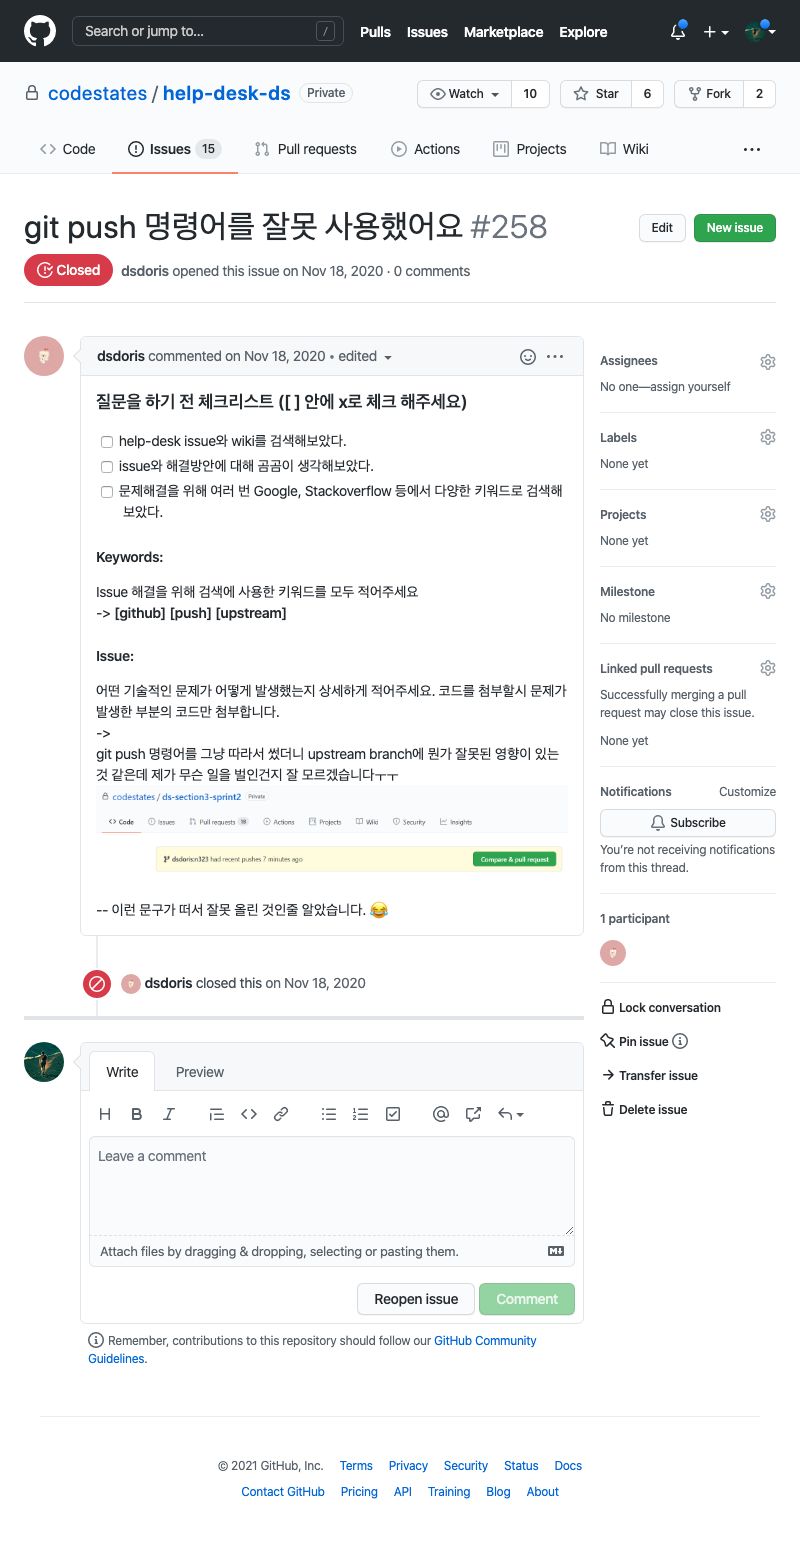 Search or jump to... /
Pulls Issues Marketplace Explore
codestates / help-desk-ds Private
Watch 10 Star 6 Fork 2
Code Issues 15 Pull requests Actions Projects Wiki
git push 명령어를 잘못 사용했어요 #258
Edit New issue
Closed dsdoris opened this issue on Nov 18, 2020 · 0 comments
dsdoris commented on Nov 18, 2020 • edited
질문을 하기 전 체크리스트 ([ ] 안에 x로 체크 해주세요)
help-desk issue와 wiki를 검색해보았다.
issue와 해결방안에 대해 곰곰이 생각해보았다.
문제해결을 위해 여러 번 Google, Stackoverflow 등에서 다양한 키워드로 검색해
보았다.
Keywords:
Issue 해결을 위해 검색에 사용한 키워드를 모두 적어주세요
-> [github] [push] [upstream]
Issue:
어떤 기술적인 문제가 어떻게 발생했는지 상세하게 적어주세요. 코드를 첨부할시 문제가
발생한 부분의 코드만 첨부합니다.
->
git push 명령어를 그냥 따라서 썼더니 upstream branch에 뭔가 잘못된 영향이 있는
것 같은데 제가 무슨 일을 벌인건지 잘 모르겠습니다ㅜㅜ
codestates / ds-section3-sprint2 Private
Code Issues Pull requests 18 Actions Projects Wiki Security Insights
dsdoris:n323 had recent pushes 7 minutes ago Compare & pull request
-- 이런 문구가 떠서 잘못 올린 것인줄 알았습니다. 😂
dsdoris closed this on Nov 18, 2020
Assignees
No one—assign yourself
Labels
None yet
Projects
None yet
Milestone
No milestone
Linked pull requests
Successfully merging a pull
request may close this issue.
None yet
Notifications Customize
Subscribe
You're not receiving notifications
from this thread.
1 participant
Lock conversation
Pin issue
Transfer issue
Delete issue
Write Preview
Leave a comment
Attach files by dragging & dropping, selecting or pasting them.
Reopen issue Comment
Remember, contributions to this repository should follow our GitHub Community
Guidelines.
© 2021 GitHub, Inc. Terms Privacy Security Status Docs
Contact GitHub Pricing API Training Blog About